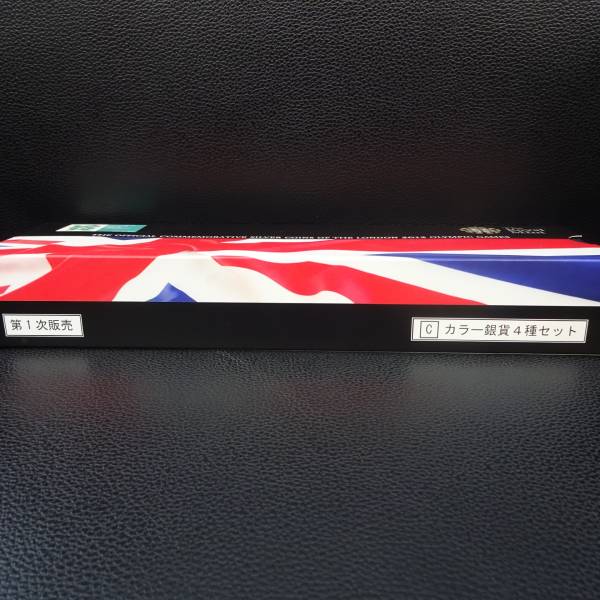 THE OFFICIAL COMMEMORATIVE SILVER COINS OF THE LONDON 2012 OLYMPIC GAMES
第1次販売
C カラー銀貨4種セット